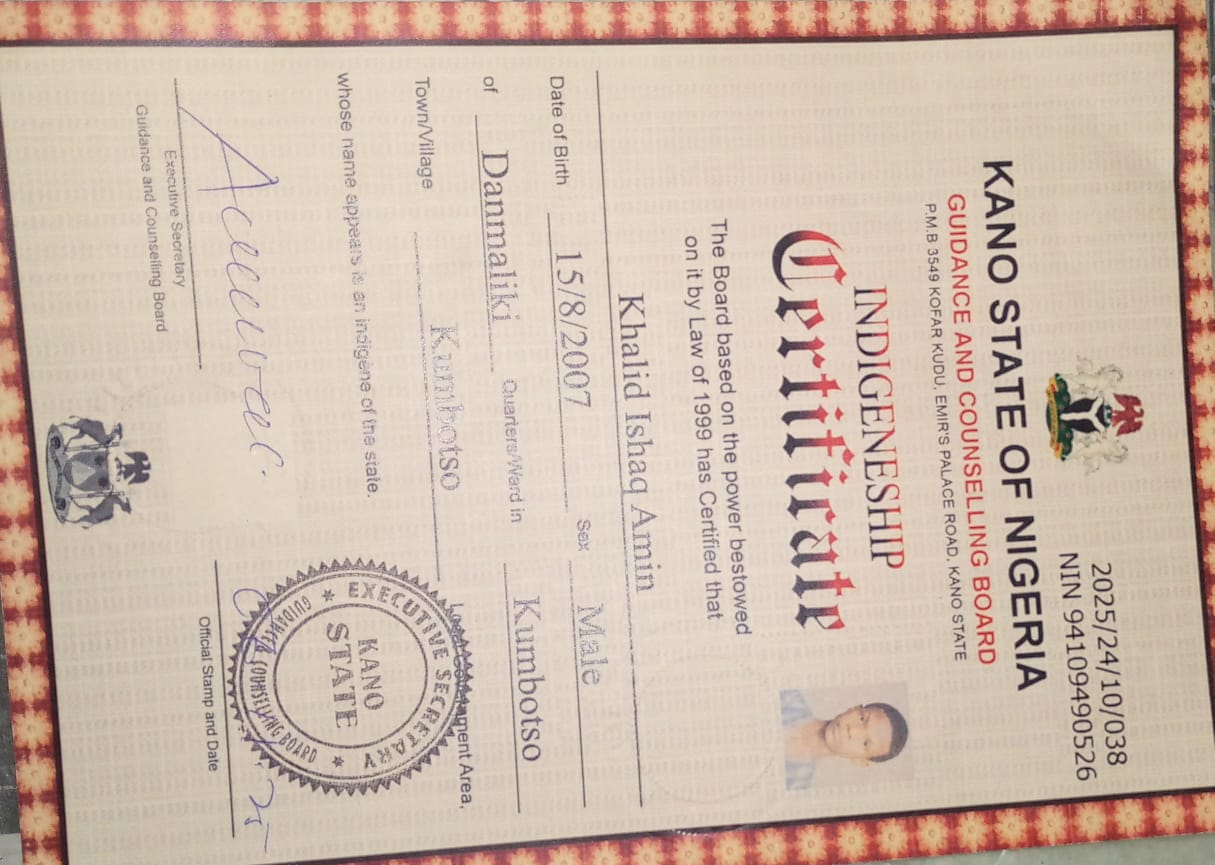 2025/24/10/038
NIN 94109490526
KANO STATE OF NIGERIA
GUIDANCE AND COUNSELLING BOARD
P.M.B 3549 KOFAR KUDU, EMIR'S PALACE ROAD, KANO STATE
INDIGENESHIP
Certificate
The Board based on the power bestowed
on it by Law of 1999 has Certified that
Khalid Ishaq Amin
Date of Birth 15/8/2007 Sex Male
of Danmaliki Quarters/Ward in Kumbotso
Town/Village Kumbotso Local Government Area,
whose name appears is an indigene of the state
EXECUTIVE SECRETARY
KANO
STATE
GUIDANCE & COUNSELLING BOARD
Executive Secretary
Guidance and Counselling Board
Official Stamp and Date